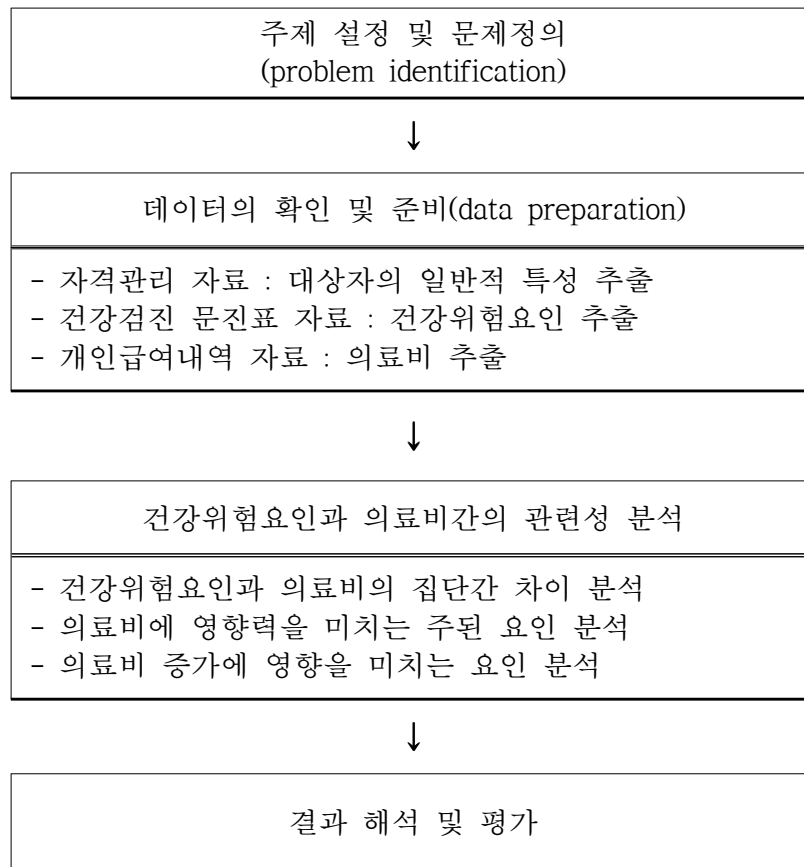 주제 설정 및 문제정의
(problem identification)
↓
데이터의 확인 및 준비(data preparation)
- 자격관리 자료 : 대상자의 일반적 특성 추출
- 건강검진 문진표 자료 : 건강위험요인 추출
- 개인급여내역 자료 : 의료비 추출
↓
건강위험요인과 의료비간의 관련성 분석
- 건강위험요인과 의료비의 집단간 차이 분석
- 의료비에 영향력을 미치는 주된 요인 분석
- 의료비 증가에 영향을 미치는 요인 분석
↓
결과 해석 및 평가